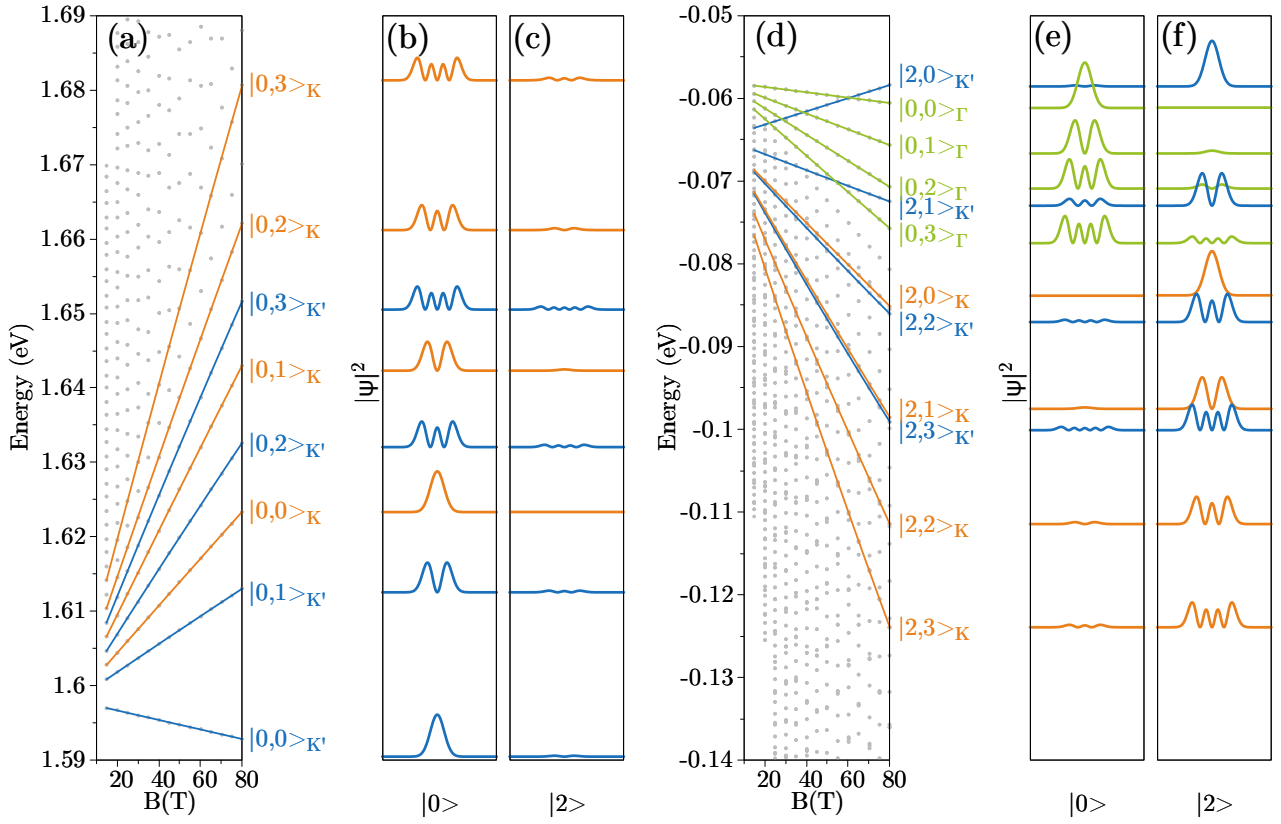 (a)
1.69
1.68
1.67
1.66
1.65
1.64
1.63
1.62
1.61
1.6
1.59
Energy (eV)
20
40
60
80
B(T)
|0,3>K
|0,2>K
|0,3>K'
|0,1>K
|0,2>K'
|0,0>K
|0,1>K'
|0,0>K'
(b)
|ψ|²
|0>
(c)
|2>
(d)
-0.05
-0.06
-0.07
-0.08
-0.09
-0.1
-0.11
-0.12
-0.13
-0.14
Energy (eV)
20
40
60
80
B(T)
|2,0>K'
|0,0>Γ
|0,1>Γ
|0,2>Γ
|2,1>K'
|0,3>Γ
|2,0>K
|2,2>K'
|2,1>K
|2,3>K'
|2,2>K
|2,3>K
(e)
|ψ|²
|0>
(f)
|2>